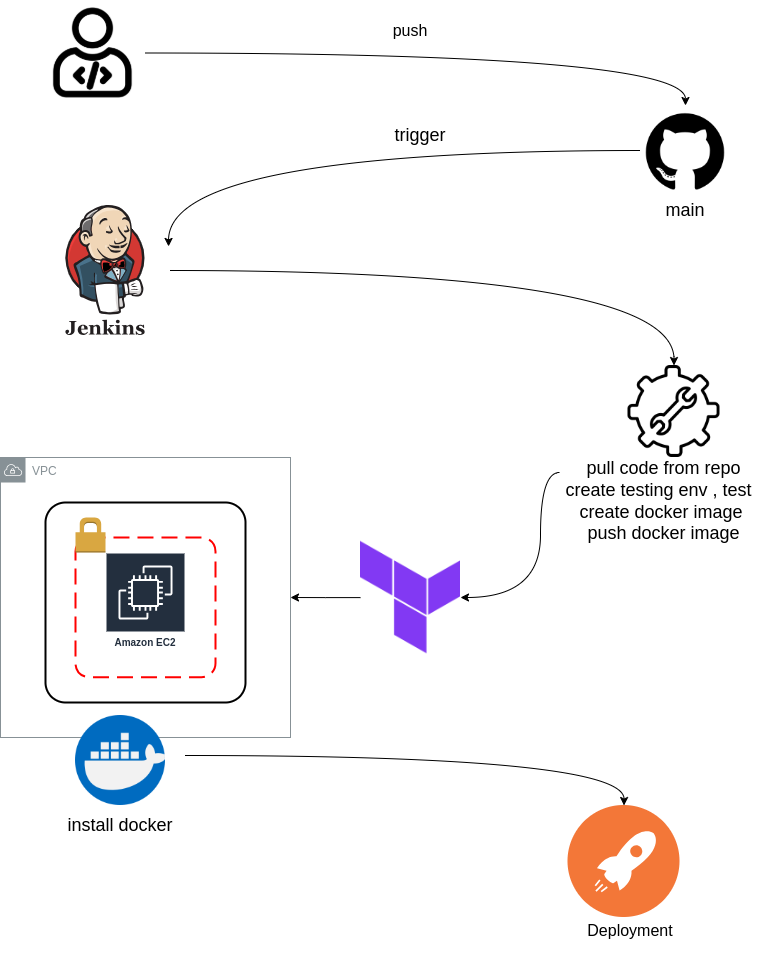 push
trigger
main
Jenkins
pull code from repo
create testing env , test
create docker image
push docker image
VPC
Amazon EC2
install docker
Deployment